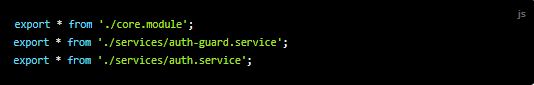 js
export * from './core.module';
export * from './services/auth-guard.service';
export * from './services/auth.service';